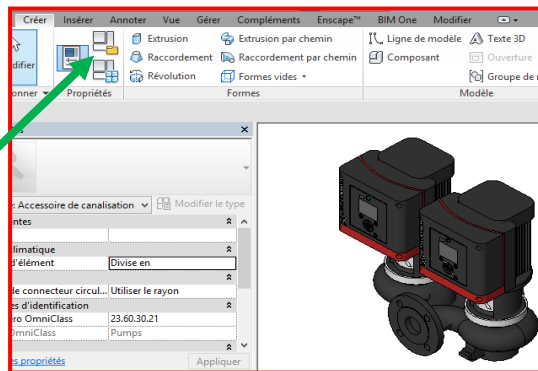 Créer Insérer Annoter Vue Gérer Compléments Enscape™ BIM One Modifier
Extrusion Extrusion par chemin Ligne de modèle Texte 3D
difier Raccordement Raccordement par chemin Composant Ouverture
Révolution Formes vides Groupe de
onner Propriétés Formes Modèle
: Accessoire de canalisation Modifier le type
ntes
limatique
d'élément Divise en
de connecteur circul... Utiliser le rayon
es d'identification
ro OmniClass 23.60.30.21
OmniClass Pumps
es propriétés Appliquer